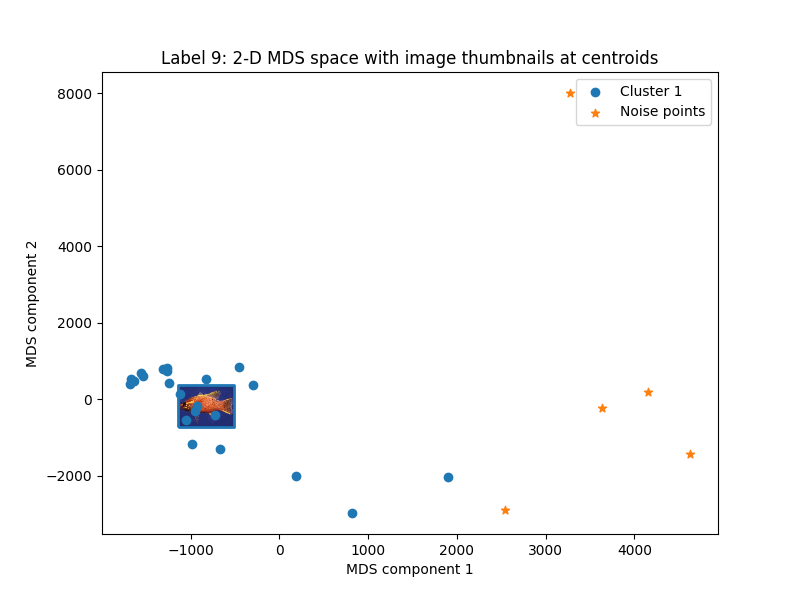 Label 9: 2-D MDS space with image thumbnails at centroids
Cluster 1
Noise points
8000
6000
4000
2000
0
−2000
MDS component 2
−1000
0
1000
2000
3000
4000
MDS component 1